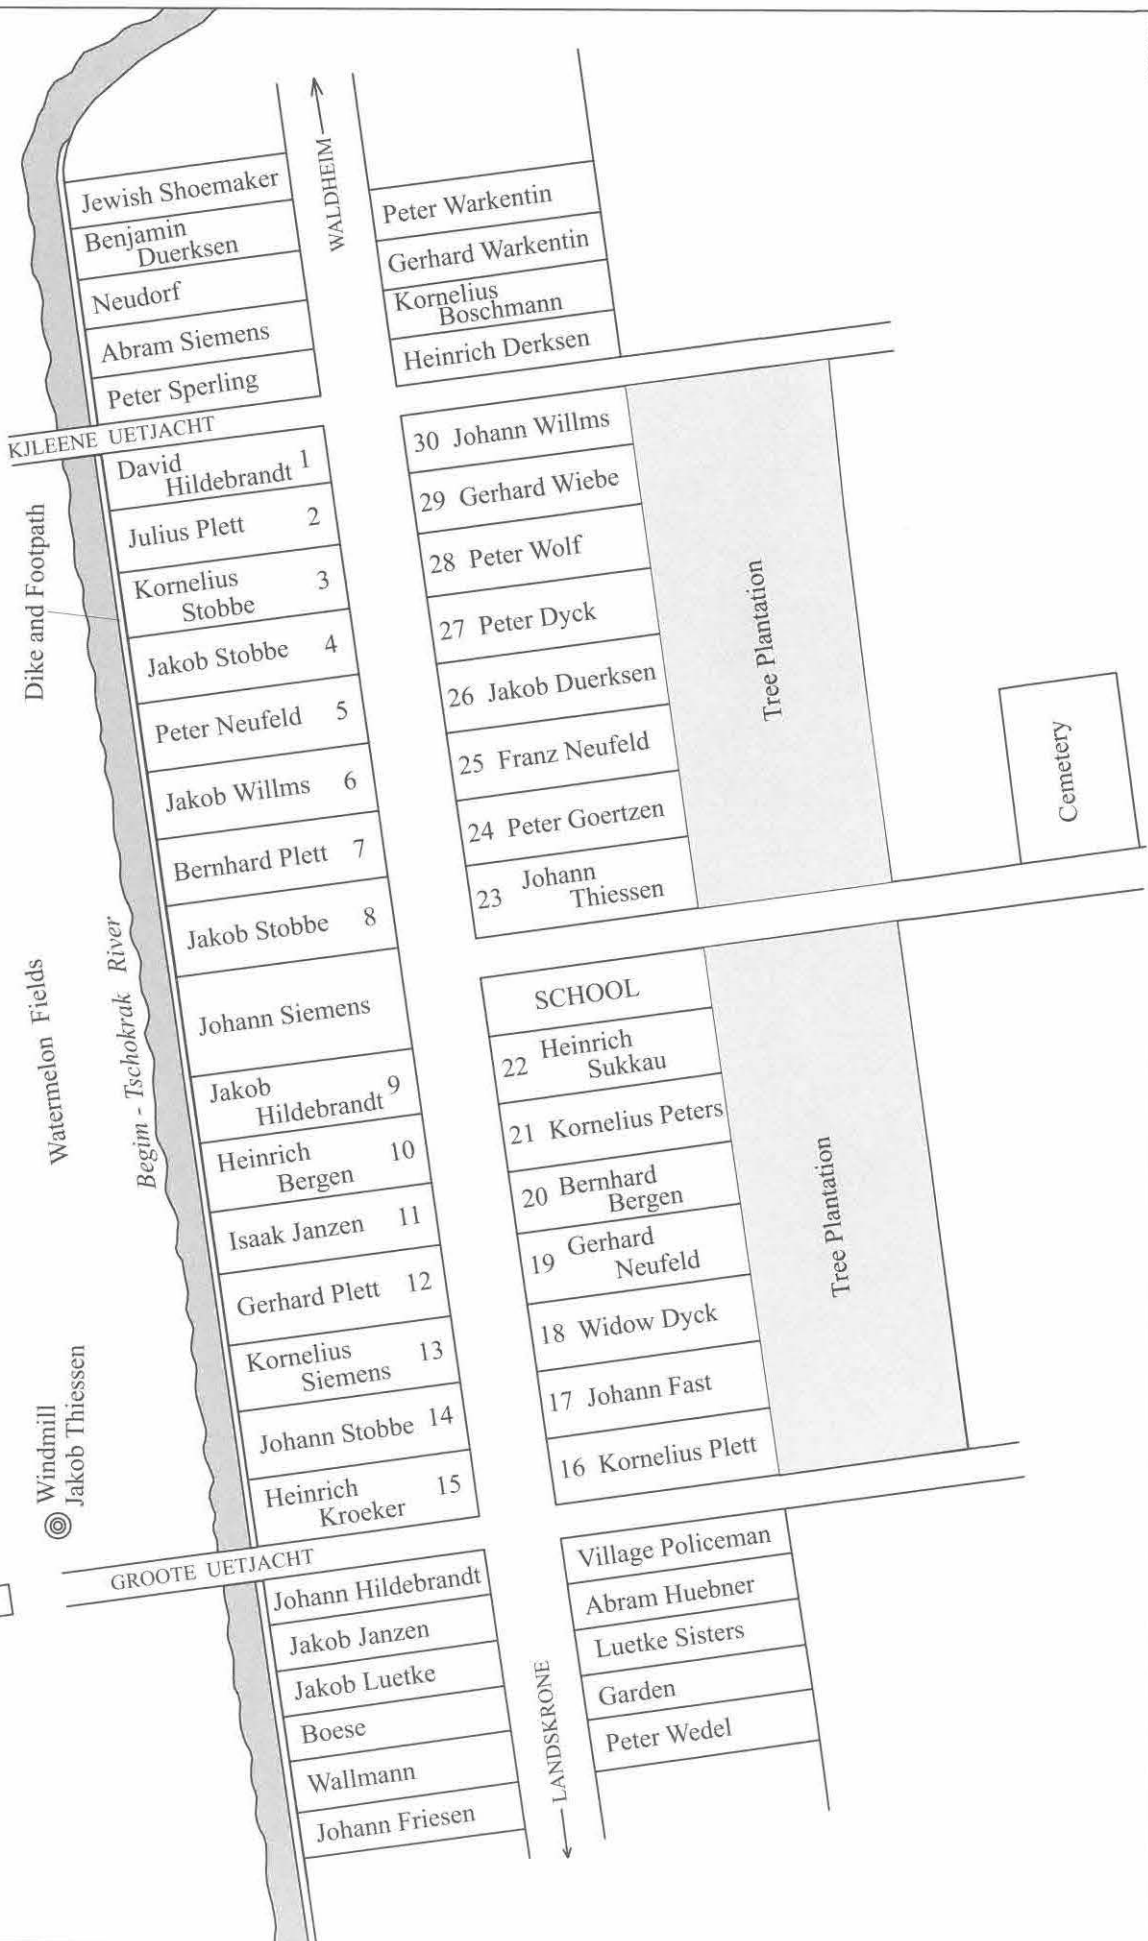 WALDHEIM
Jewish Shoemaker
Benjamin
Duerksen
Neudorf
Abram Siemens
Peter Sperling
KJLEENE UETJACHT
David
Hildebrandt 1
Julius Plett 2
Kornelius
Stobbe 3
Jakob Stobbe 4
Peter Neufeld 5
Jakob Willms 6
Bernhard Plett 7
Jakob Stobbe 8
Johann Siemens
Jakob
Hildebrandt 9
Heinrich
Bergen 10
Isaak Janzen 11
Gerhard Plett 12
Kornelius
Siemens 13
Johann Stobbe 14
Heinrich
Kroeker 15
GROOTE UETJACHT
Johann Hildebrandt
Jakob Janzen
Jakob Luetke
Boese
Wallmann
Johann Friesen
Peter Warkentin
Gerhard Warkentin
Kornelius
Boschmann
Heinrich Derksen
30 Johann Willms
29 Gerhard Wiebe
28 Peter Wolf
27 Peter Dyck
26 Jakob Duerksen
25 Franz Neufeld
24 Peter Goertzen
23 Johann
Thiessen
SCHOOL
22 Heinrich
Sukkau
21 Kornelius Peters
20 Bernhard
Bergen
19 Gerhard
Neufeld
18 Widow Dyck
17 Johann Fast
16 Kornelius Plett
Village Policeman
Abram Huebner
Luetke Sisters
Garden
Peter Wedel
LANDSKRONE
Tree Plantation
Tree Plantation
Cemetery
Dike and Footpath
Watermelon Fields
Begim - Tschokrak River
Windmill
Jakob Thiessen